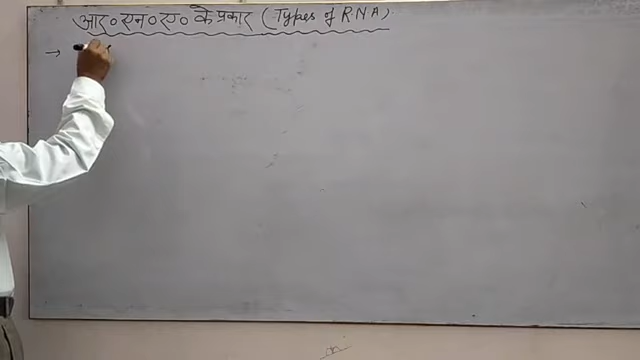 आर॰ एन॰ ए॰ के प्रकार (Types of RNA)
→